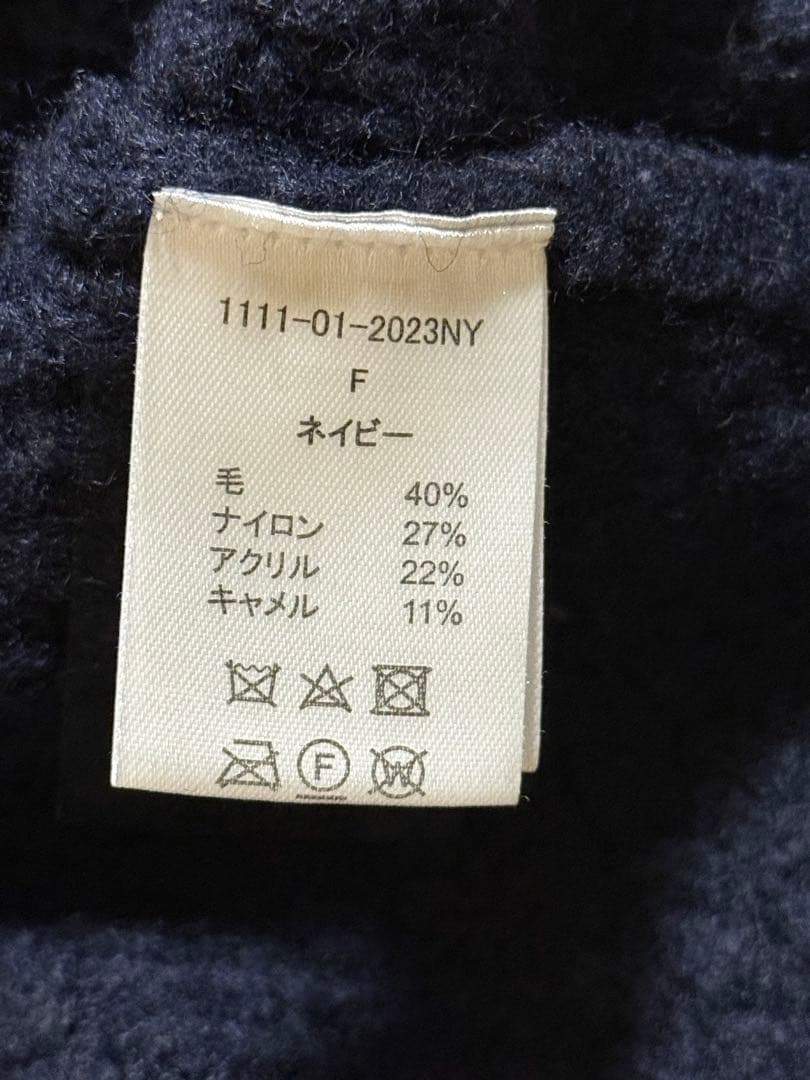 1111-01-2023NY
F
ネイビー
毛 40%
ナイロン 27%
アクリル 22%
キャメル 11%
F W